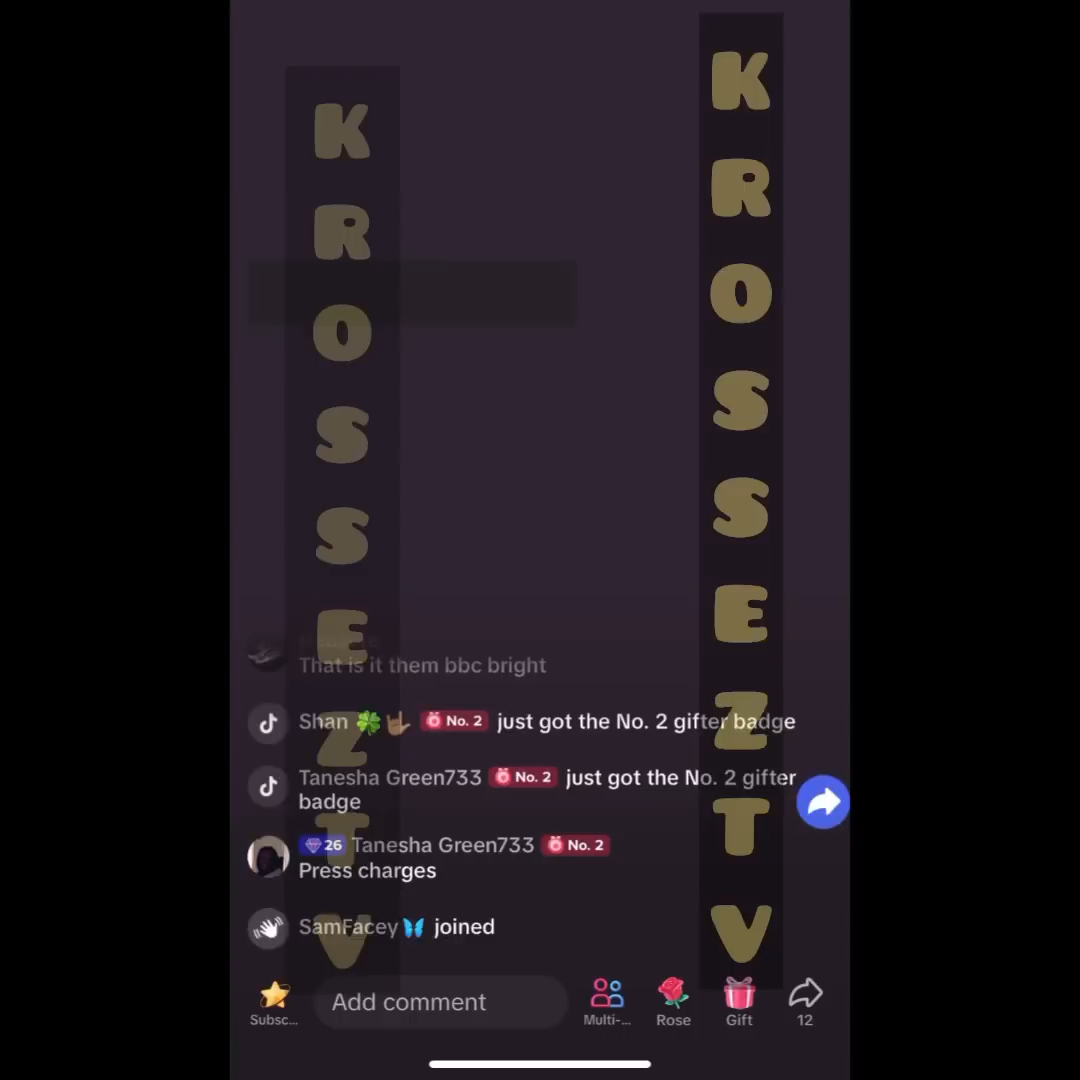 KROSSEZTV
KROSSEZTV
That is it them bbc bright
Shan 🍀🤟🏽 No. 2 just got the No. 2 gifter badge
Tanesha Green733 No. 2 just got the No. 2 gifter
badge
26 Tanesha Green733 No. 2
Press charges
SamFacey🦋 joined
Subsc...
Add comment
Multi-...
Rose
Gift
12